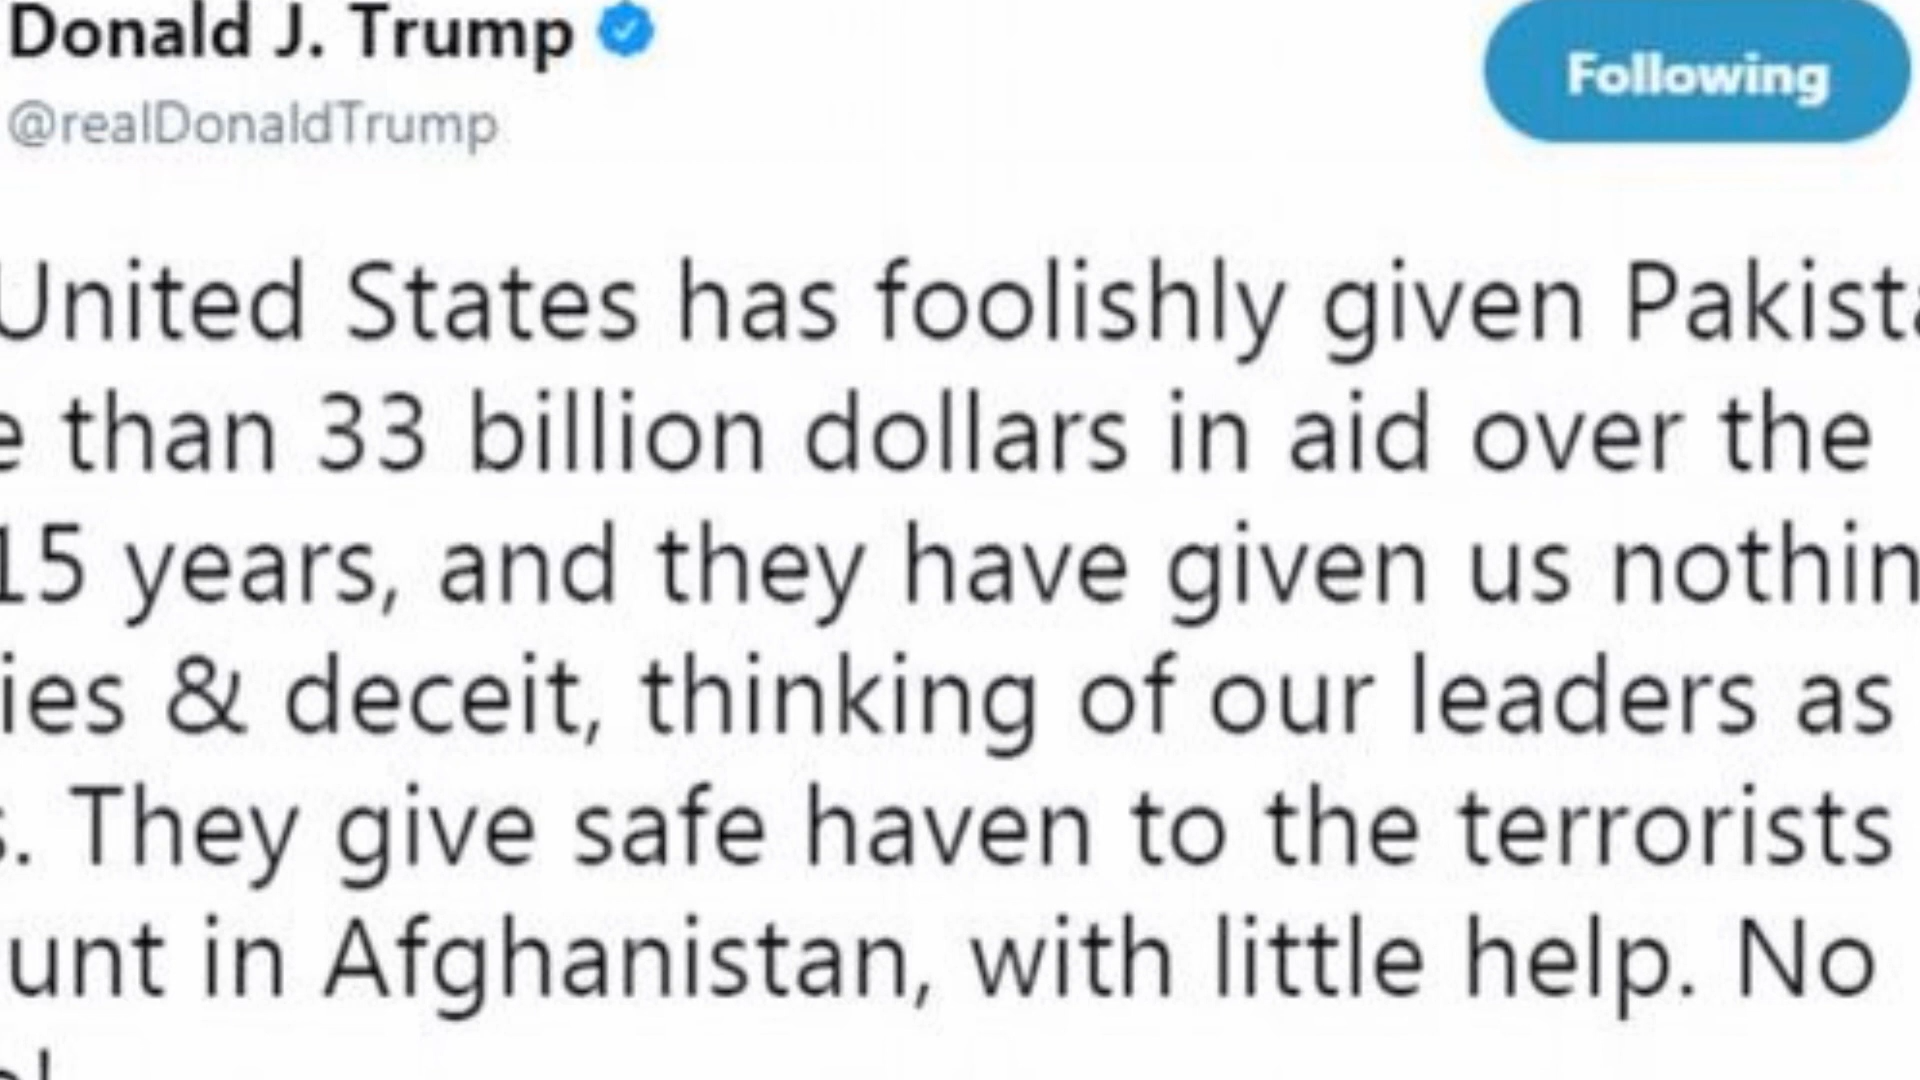 Donald J. Trump
Following
@realDonaldTrump
United States has foolishly given Pakista
e than 33 billion dollars in aid over the
15 years, and they have given us nothin
ies & deceit, thinking of our leaders as
s. They give safe haven to the terrorists
unt in Afghanistan, with little help. No